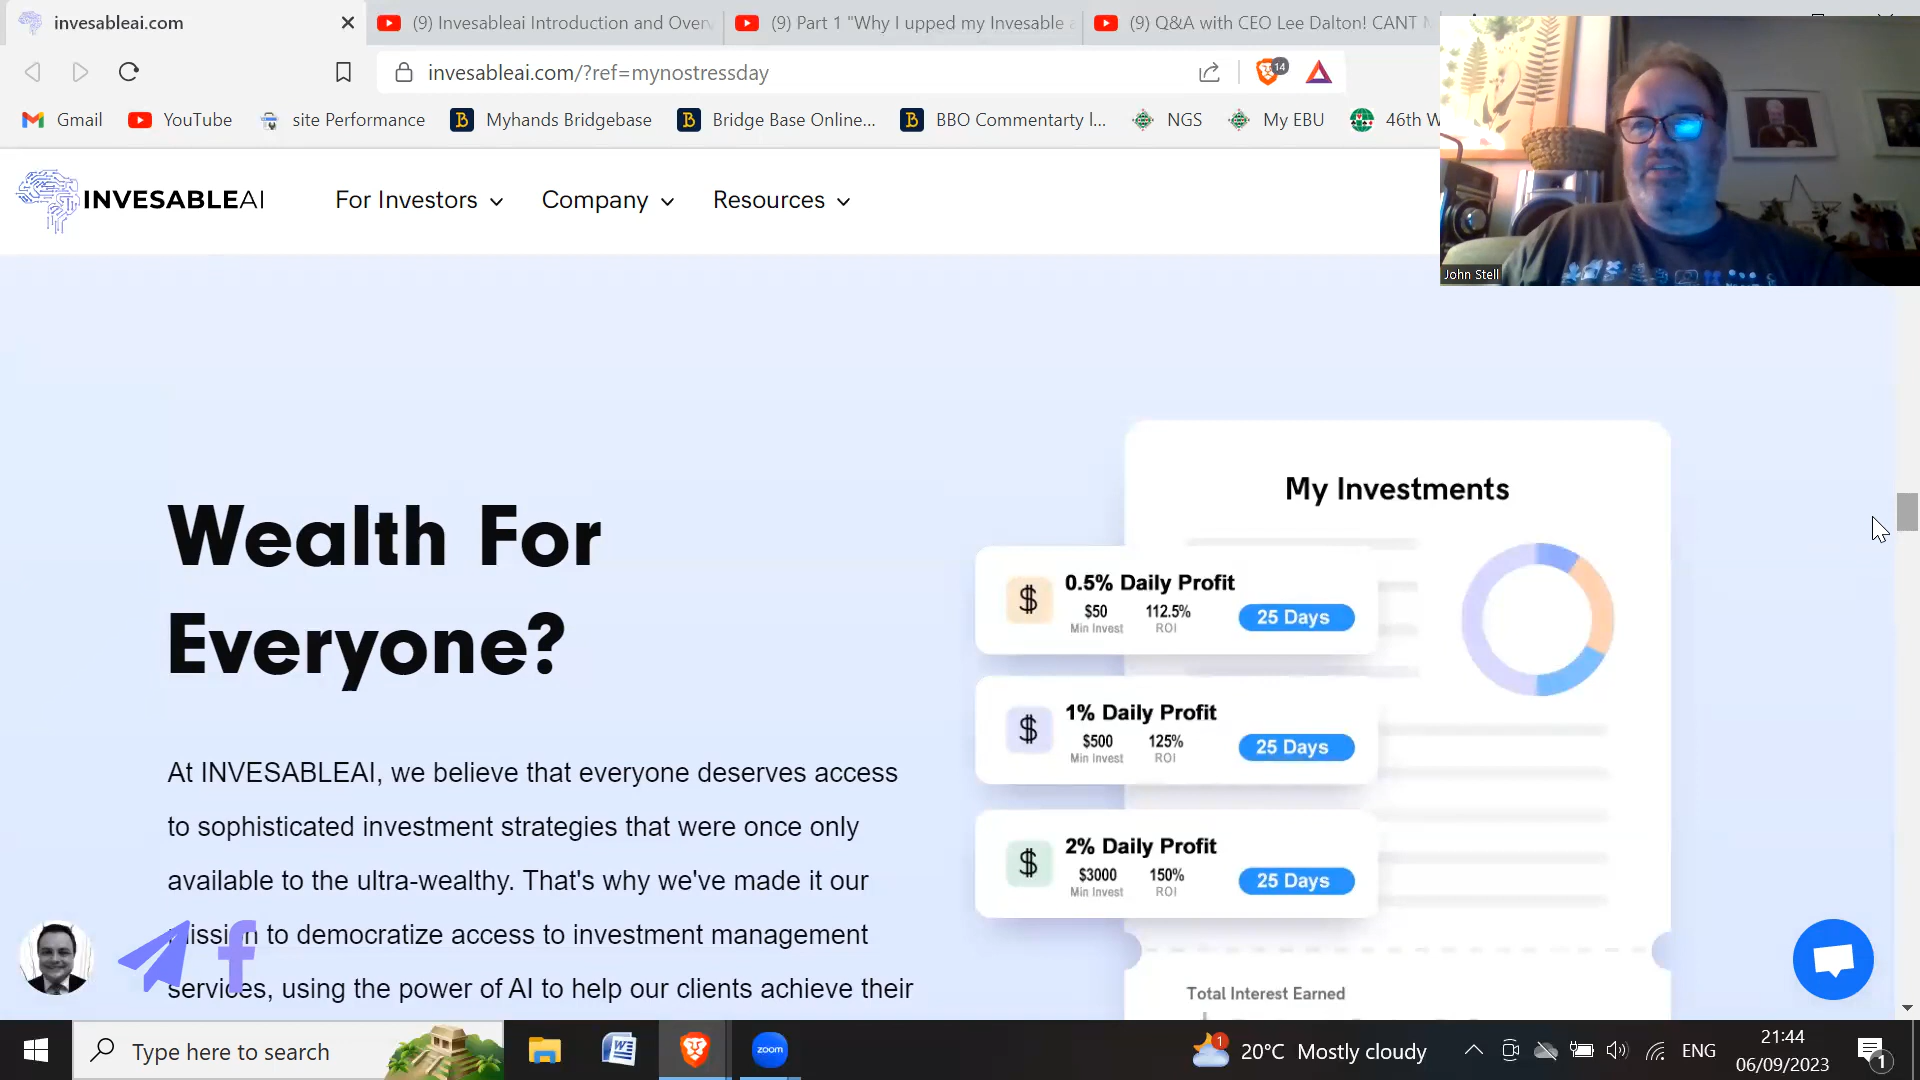 invesableai.com
(9) Invesableai Introduction and Overv
(9) Part 1 "Why I upped my Invesable a
(9) Q&A with CEO Lee Dalton! CANT
invesableai.com/?ref=mynostressday
14
Gmail
YouTube
site Performance
B
Myhands Bridgebase
B
Bridge Base Online...
B
BBO Commentarty l...
NGS
My EBU
46th W
INVESABLEAI
For Investors
Company
Resources
John Stell
Wealth For
Everyone?
At INVESABLEAI, we believe that everyone deserves access
to sophisticated investment strategies that were once only
available to the ultra-wealthy. That's why we've made it our
mission to democratize access to investment management
services, using the power of AI to help our clients achieve their
My Investments
$
0.5% Daily Profit
$50 112.5%
Min Invest ROI
25 Days
$
1% Daily Profit
$500 125%
Min Invest ROI
25 Days
$
2% Daily Profit
$3000 150%
Min Invest ROI
25 Days
Total Interest Earned
Type here to search
W
zoom
1
20°C Mostly cloudy
ENG
21:44
06/09/2023
1